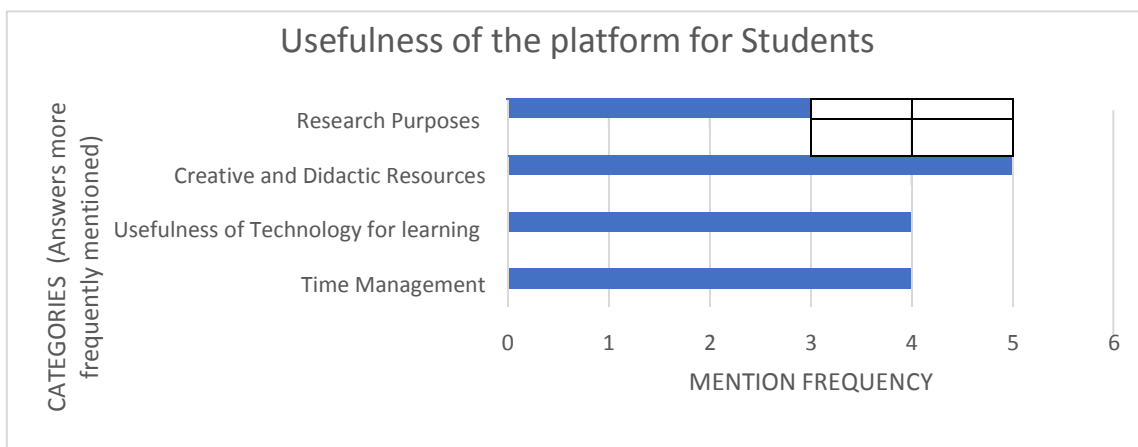 Usefulness of the platform for Students
CATEGORIES (Answers more
frequently mentioned)
Research Purposes
Creative and Didactic Resources
Usefulness of Technology for learning
Time Management
0 1 2 3 4 5 6
MENTION FREQUENCY